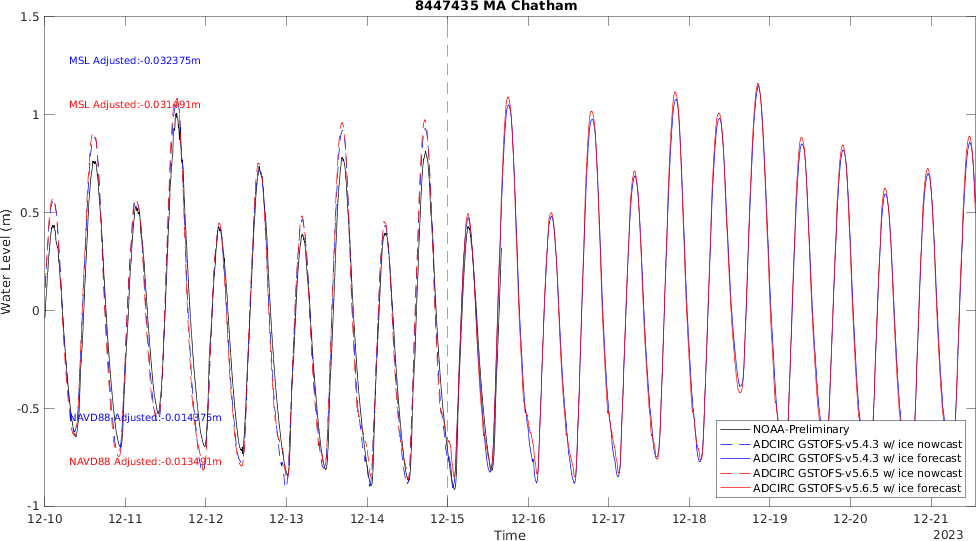 8447435 MA Chatham
1.5
1
0.5
0
-0.5
-1
Water Level (m)
MSL Adjusted:-0.032375m
MSL Adjusted:-0.031491m
NAVD88 Adjusted:-0.014375m
NAVD88 Adjusted:-0.013491m
NOAA-Preliminary
ADCIRC GSTOFS-v5.4.3 w/ ice nowcast
ADCIRC GSTOFS-v5.4.3 w/ ice forecast
ADCIRC GSTOFS-v5.6.5 w/ ice nowcast
ADCIRC GSTOFS-v5.6.5 w/ ice forecast
12-10 12-11 12-12 12-13 12-14 12-15 12-16 12-17 12-18 12-19 12-20 12-21
Time
2023